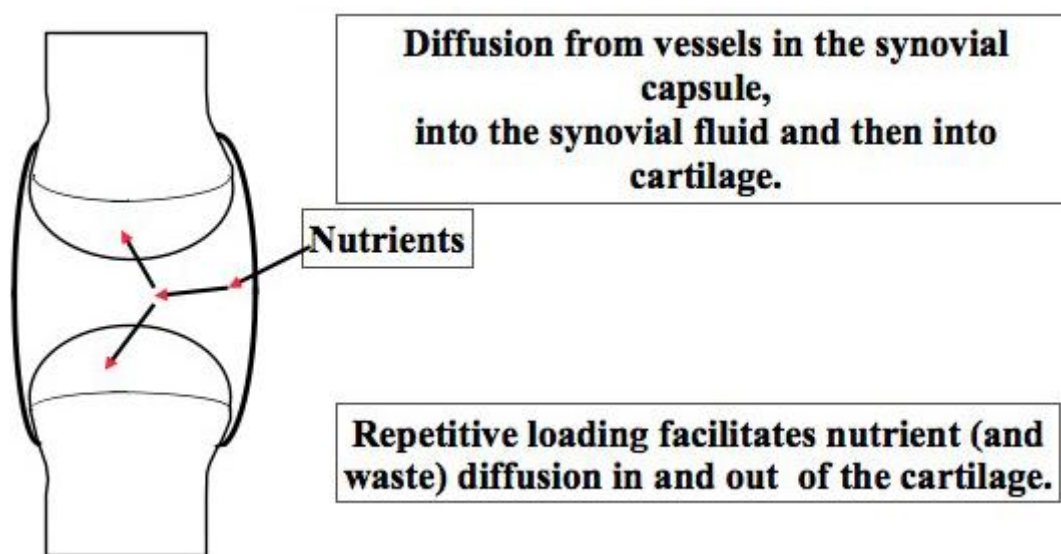 Diffusion from vessels in the synovial
capsule,
into the synovial fluid and then into
cartilage.
Nutrients
Repetitive loading facilitates nutrient (and
waste) diffusion in and out of the cartilage.